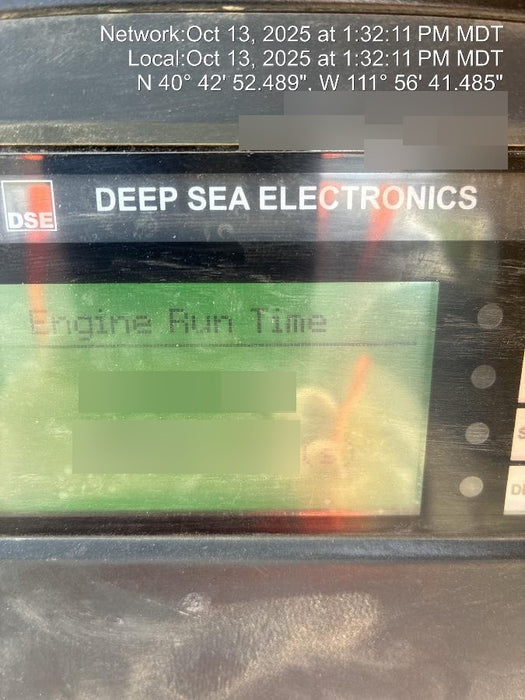 Network:Oct 13, 2025 at 1:32:11 PM MDT
Local:Oct 13, 2025 at 1:32:11 PM MDT
N 40° 42' 52.489", W 111° 56' 41.485"
DSE
DEEP SEA ELECTRONICS
Engine Run Time